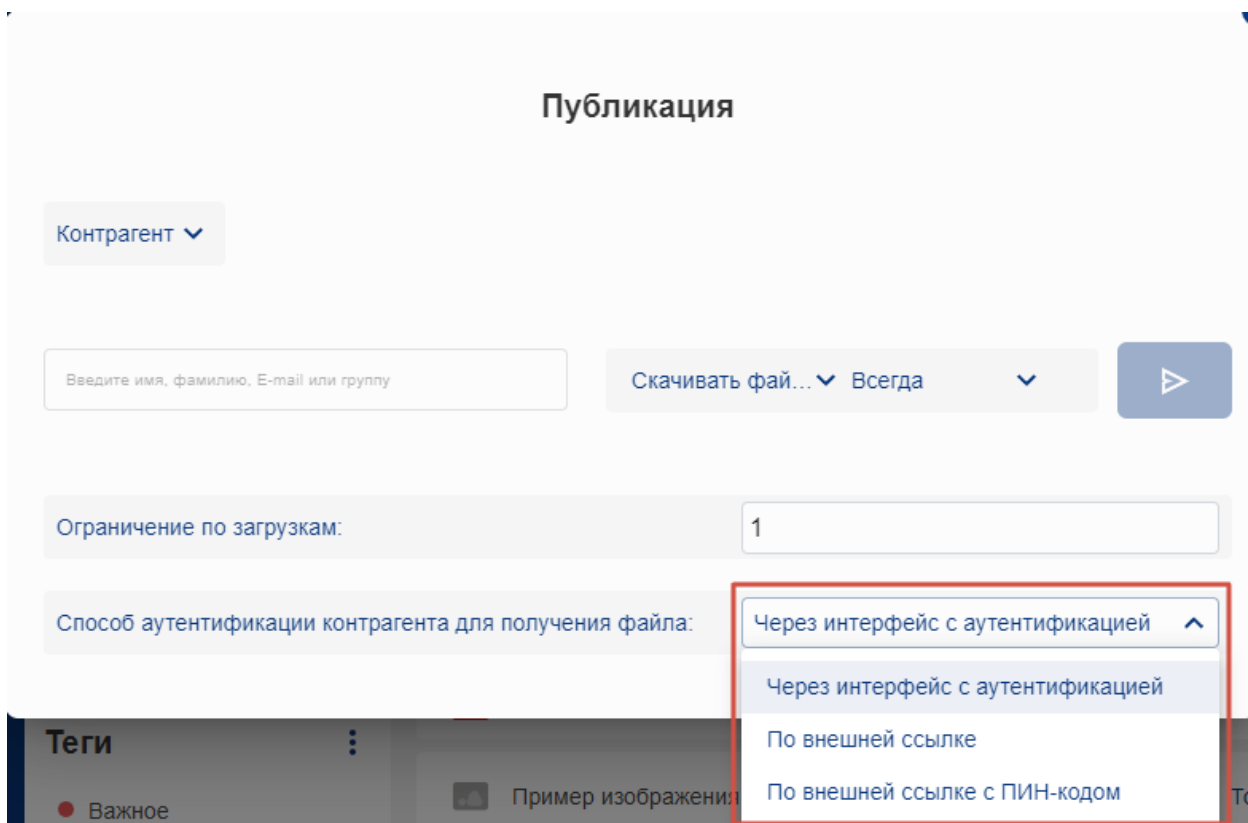 Публикация
Контрагент
Введите имя, фамилию, E-mail или группу
Скачивать фай... Всегда
Ограничение по загрузкам: 1
Способ аутентификации контрагента для получения файла: Через интерфейс с аутентификацией
Через интерфейс с аутентификацией
По внешней ссылке
По внешней ссылке с ПИН-кодом
Теги
Важное
Пример изображения